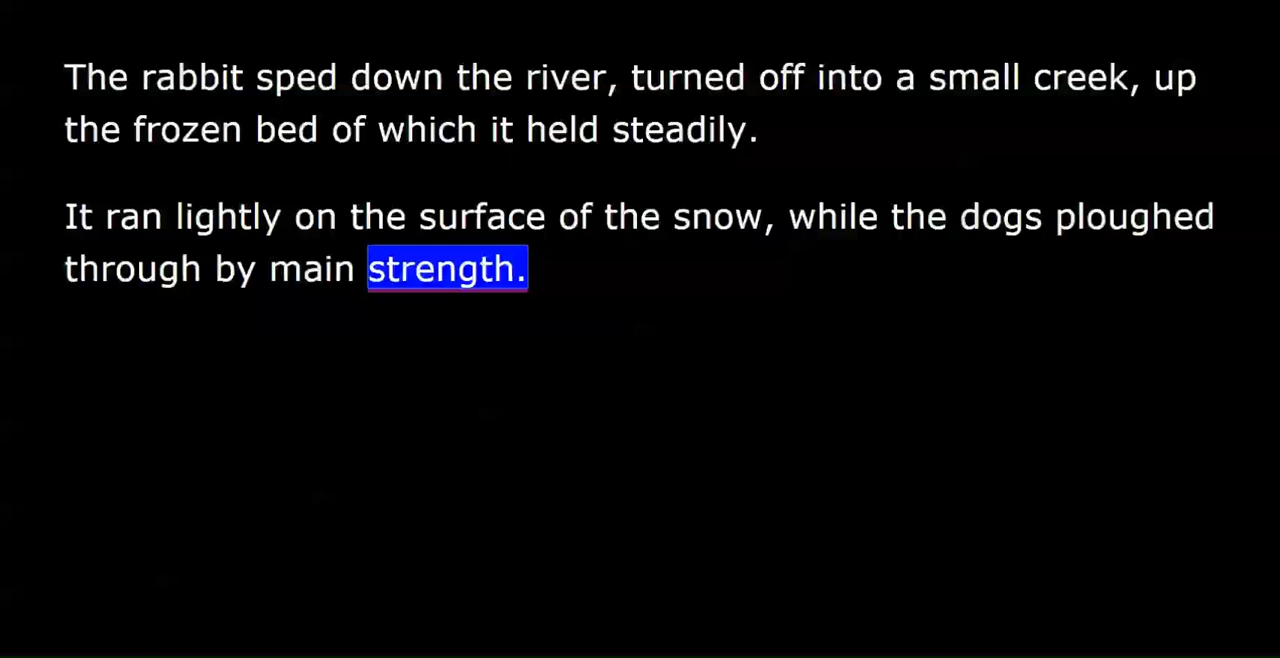 The rabbit sped down the river, turned off into a small creek, up
the frozen bed of which it held steadily.
It ran lightly on the surface of the snow, while the dogs ploughed
through by main strength.